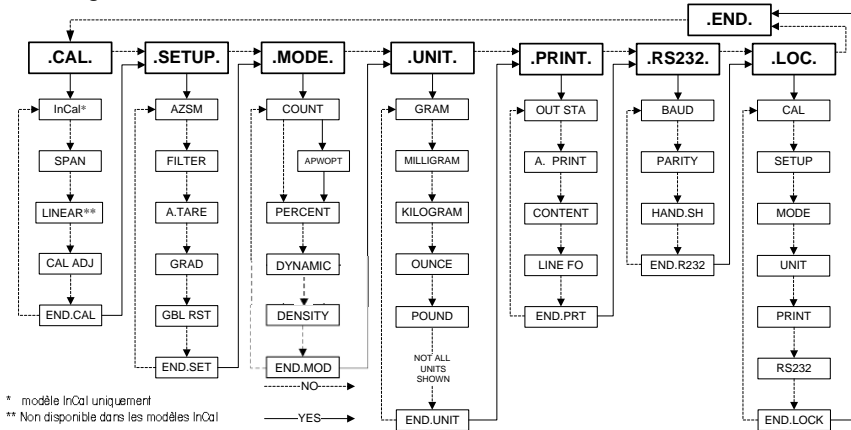 .END.
.CAL.
.SETUP.
.MODE.
.UNIT.
.PRINT.
.RS232.
.LOC.
InCal*
SPAN
LINEAR**
CAL ADJ
END.CAL
AZSM
FILTER
A.TARE
GRAD
GBL RST
END.SET
COUNT
APWOPT
PERCENT
DYNAMIC
DENSITY
END.MOD
GRAM
MILLIGRAM
KILOGRAM
OUNCE
POUND
NOT ALL
UNITS
SHOWN
END.UNIT
OUT STA
A. PRINT
CONTENT
LINE FO
END.PRT
BAUD
PARITY
HAND.SH
END.R232
CAL
SETUP
MODE
UNIT
PRINT
RS232
END.LOCK
NO
YES
* modèle InCal uniquement
** Non disponible dans les modèles InCal